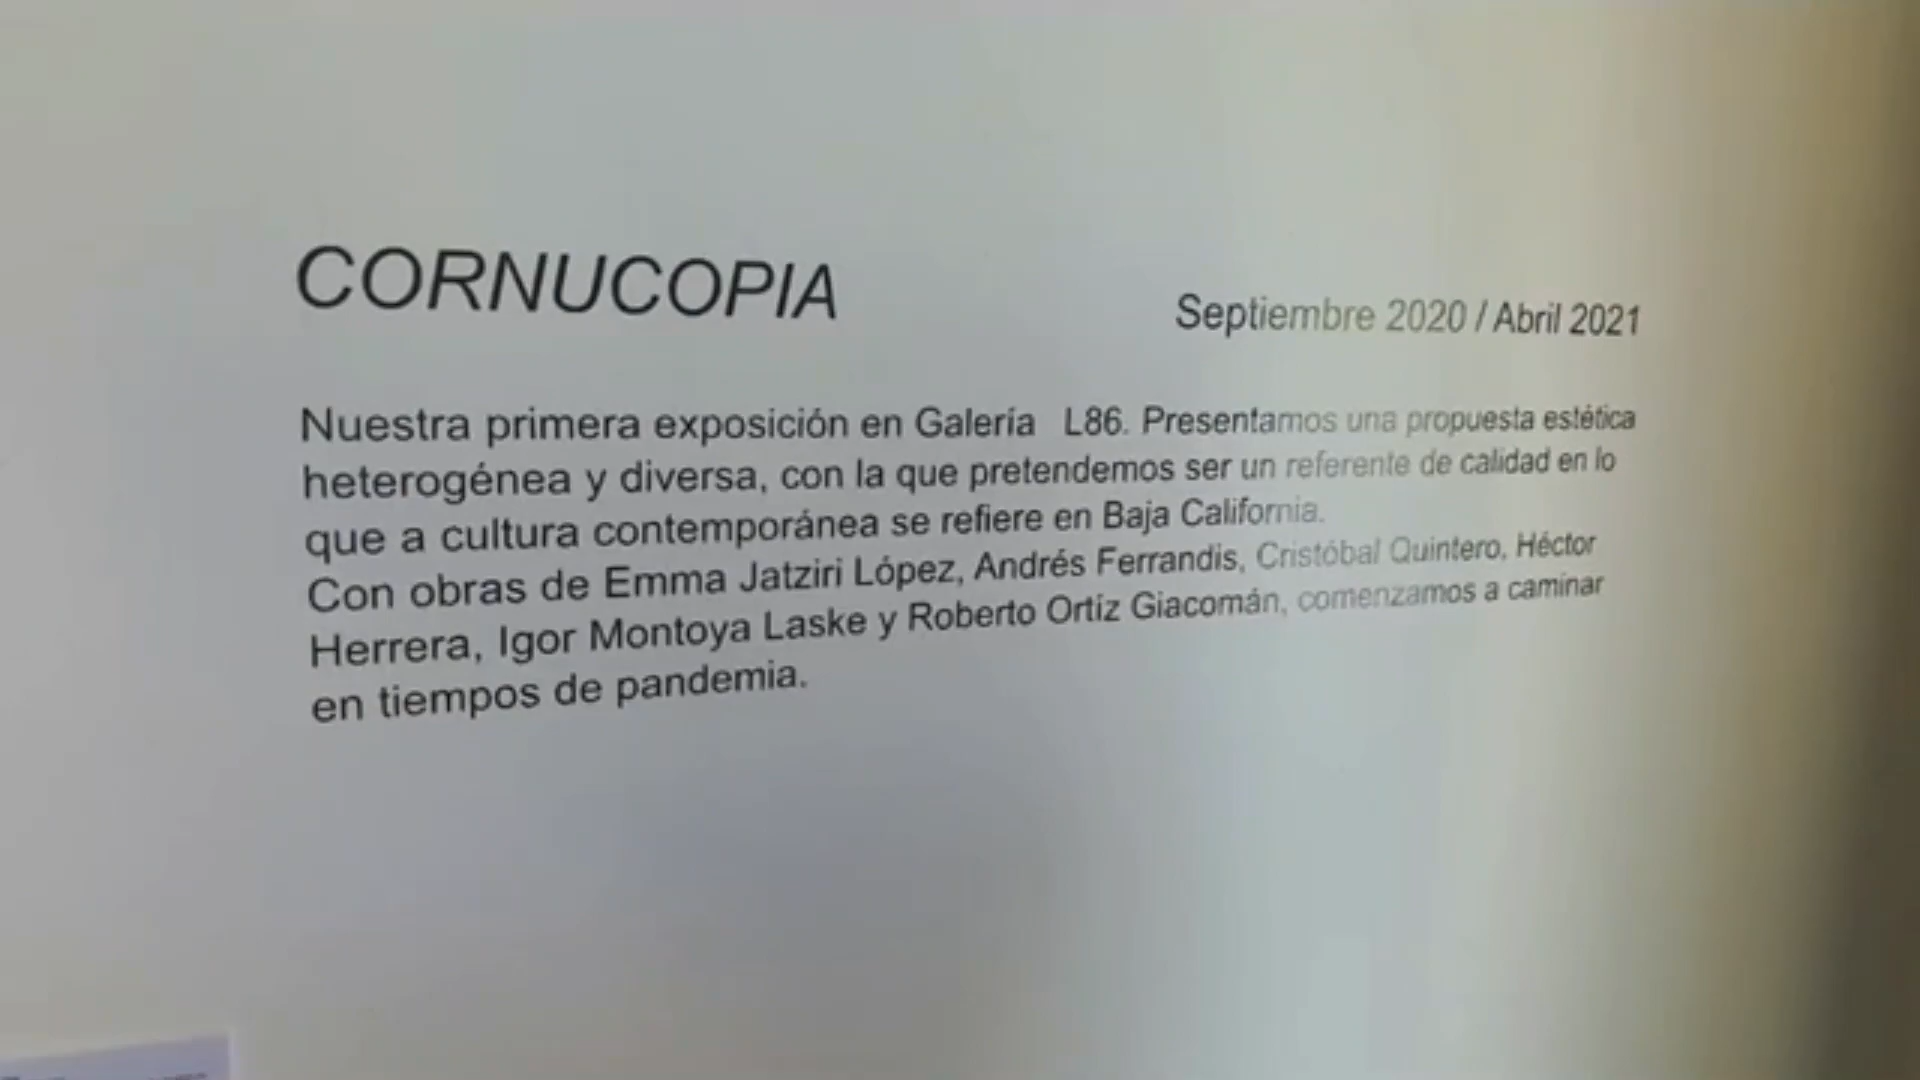 CORNUCOPIA
Septiembre 2020 / Abril 2021
Nuestra primera exposición en Galería L86. Presentamos una propuesta estética
heterogénea y diversa, con la que pretendemos ser un referente de calidad en lo
que a cultura contemporánea se refiere en Baja California.
Con obras de Emma Jatziri López, Andrés Ferrandis, Cristóbal Quintero, Héctor
Herrera, Igor Montoya Laske y Roberto Ortiz Giacomán, comenzamos a caminar
en tiempos de pandemia.